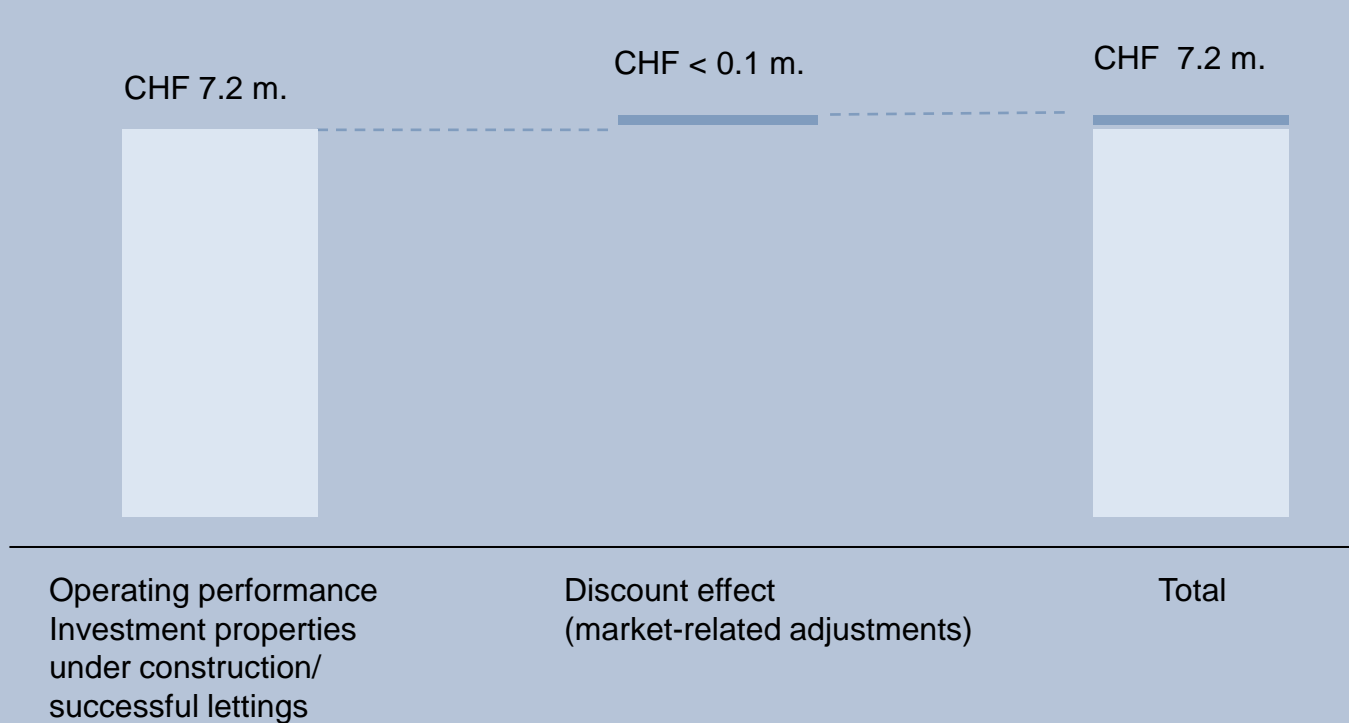 CHF 7.2 m.
CHF < 0.1 m.
CHF 7.2 m.
Operating performance
Investment properties
under construction/
successful lettings
Discount effect
(market-related adjustments)
Total